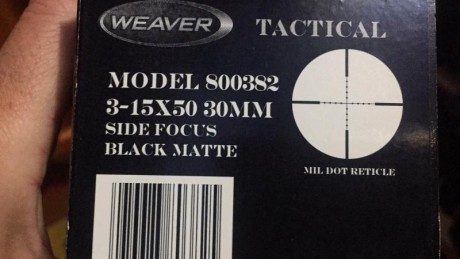 WEAVER TACTICAL
MODEL 800382
3-15X50 30MM
SIDE FOCUS
BLACK MATTE
MIL DOT RETICLE